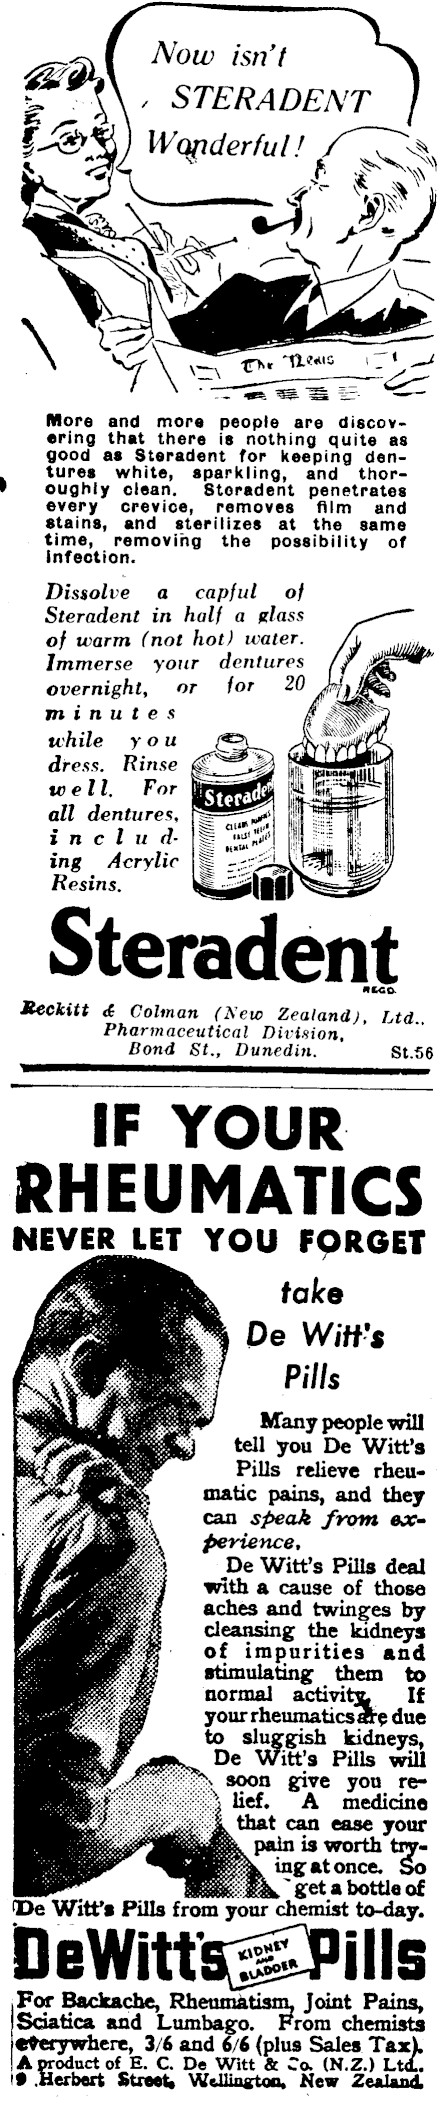 Now isn't
STERADENT
Wonderful!
The News
More and more people are discov-
ering that there is nothing quite as
good as Steradent for keeping den-
tures white, sparkling, and thor-
oughly clean. Steradent penetrates
every crevice, removes film and
stains, and sterilizes at the same
time, removing the possibility of
infection.
Dissolve a capful of
Steradent in half a glass
of warm (not hot) water.
Immerse your dentures
overnight, or for 20
minutes
while you
dress. Rinse
well. For
all dentures,
includ-
ing Acrylic
Resins.
Steradent
CLEANS PURIFIES
FALSE TEETH
DENTAL PLATES
Steradent
REGD.
Reckitt & Colman (New Zealand), Ltd.,
Pharmaceutical Division,
Bond St., Dunedin. St.56
IF YOUR
RHEUMATICS
NEVER LET YOU FORGET
take
De Witt's
Pills
Many people will
tell you De Witt's
Pills relieve rheu-
matic pains, and they
can speak from ex-
perience.
De Witt's Pills deal
with a cause of those
aches and twinges by
cleansing the kidneys
of impurities and
stimulating them to
normal activity. If
your rheumatics are due
to sluggish kidneys,
De Witt's Pills will
soon give you re-
lief. A medicine
that can ease your
pain is worth try-
ing at once. So
get a bottle of
De Witt's Pills from your chemist to-day.
DeWitt's KIDNEY AND BLADDER Pills
For Backache, Rheumatism, Joint Pains,
Sciatica and Lumbago. From chemists
everywhere, 3/6 and 6/6 (plus Sales Tax).
A product of E. C. De Witt & Co. (N.Z.) Ltd.,
9 Herbert Street, Wellington, New Zealand.